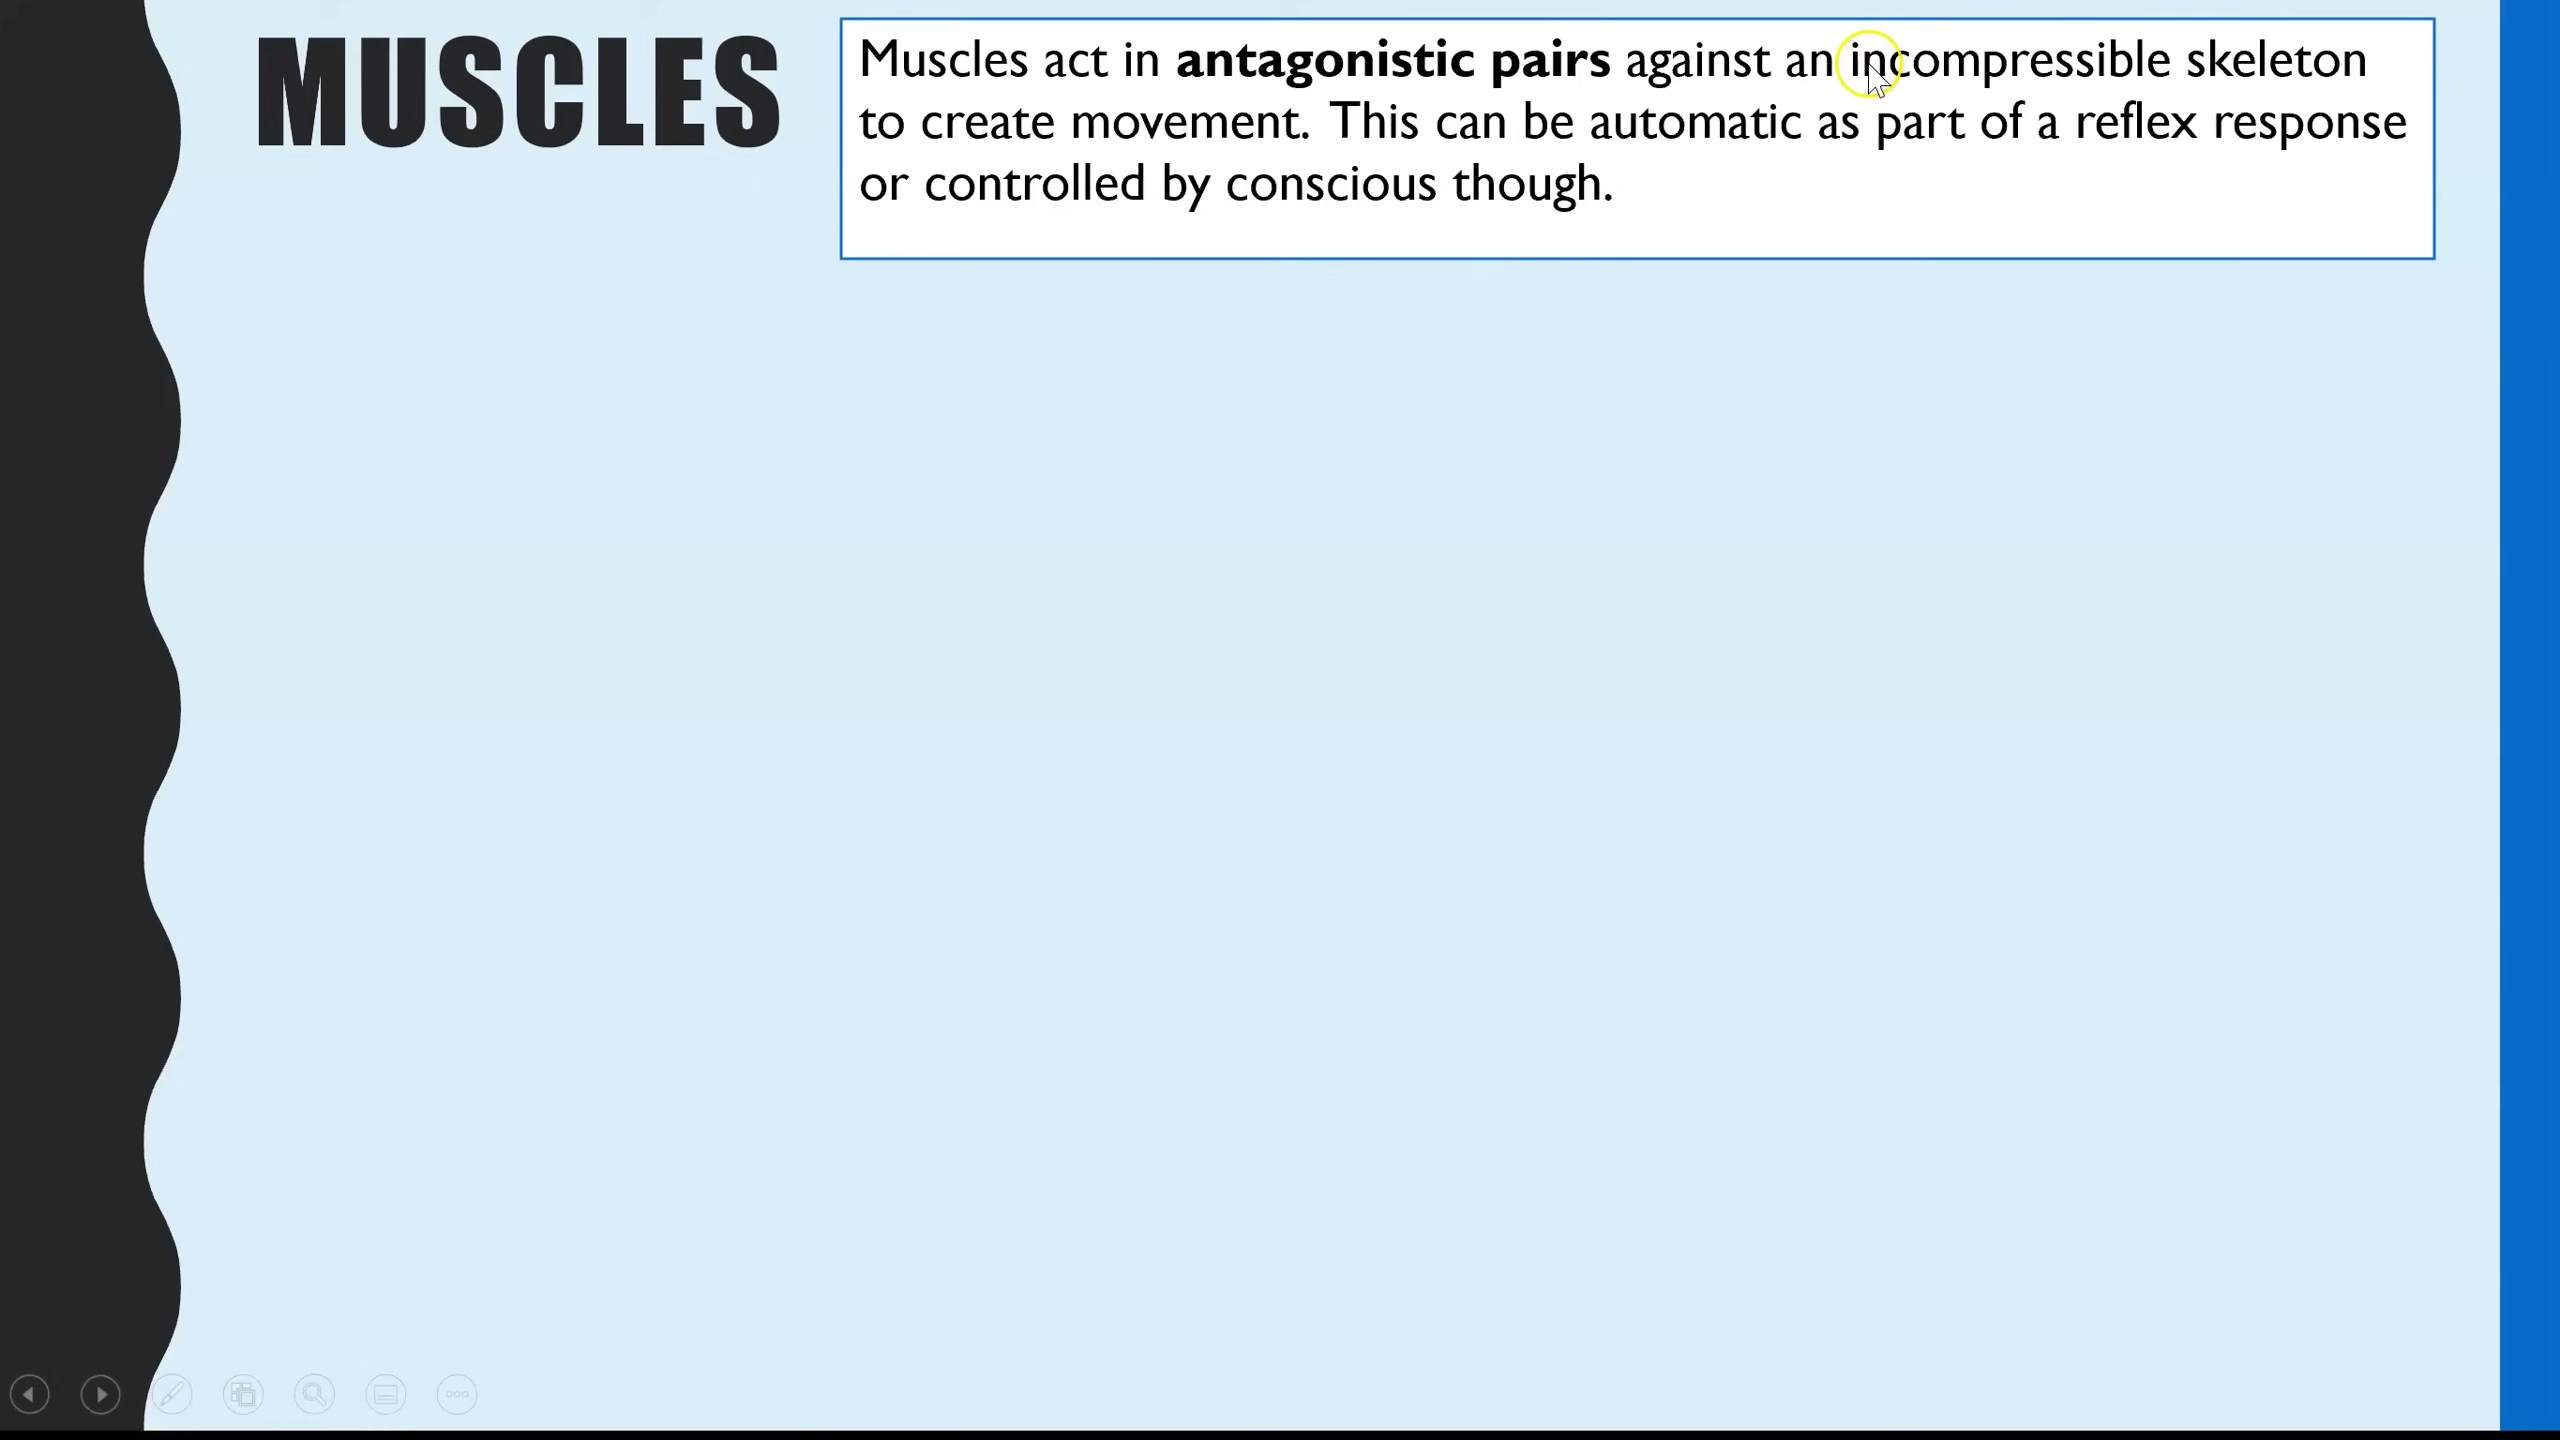 MUSCLES
Muscles act in antagonistic pairs against an incompressible skeleton
to create movement. This can be automatic as part of a reflex response
or controlled by conscious though.